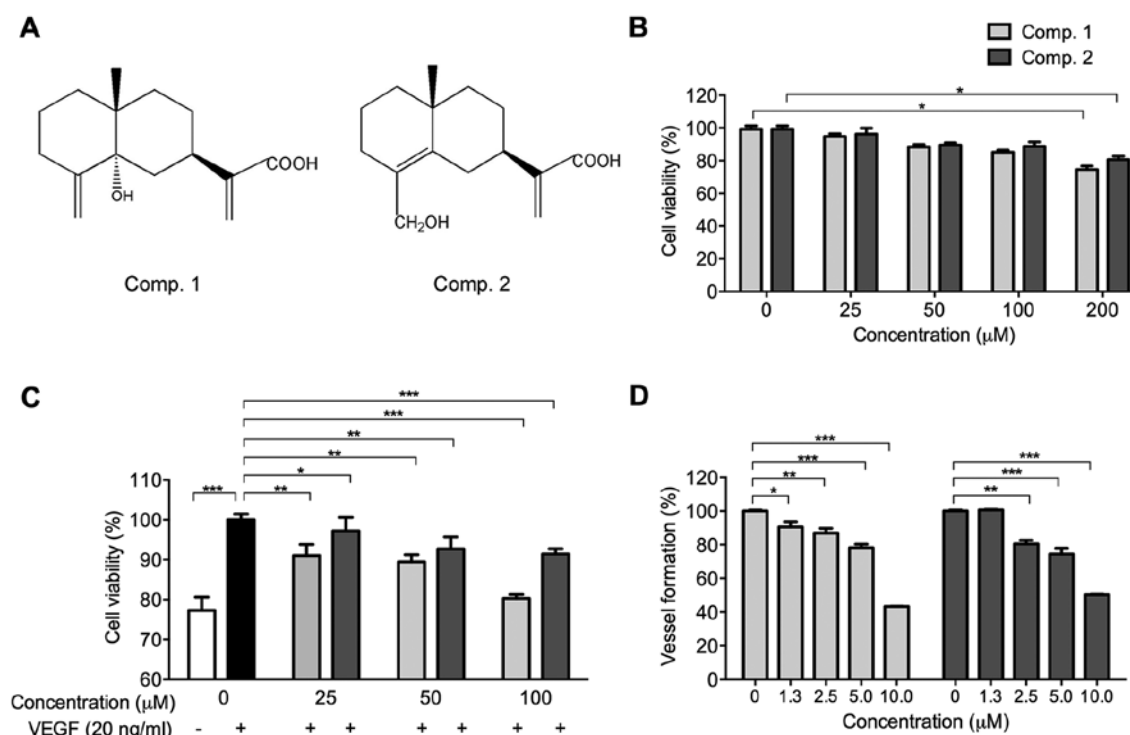 A
COOH
OH
Comp. 1
COOH
CH2OH
Comp. 2
B
Comp. 1
Comp. 2
*
*
Cell viability (%)
120
100
80
60
40
20
0
0 25 50 100 200
Concentration (μM)
C
***
***
**
**
*
*** **
Cell viability (%)
110
100
90
80
70
60
Concentration (μM) 0 25 50 100
VEGF (20 ng/ml) - + + + + + + +
D
***
***
**
*
***
***
**
Vessel formation (%)
120
100
80
60
40
20
0
0 1.3 2.5 5.0 10.0 0 1.3 2.5 5.0 10.0
Concentration (μM)